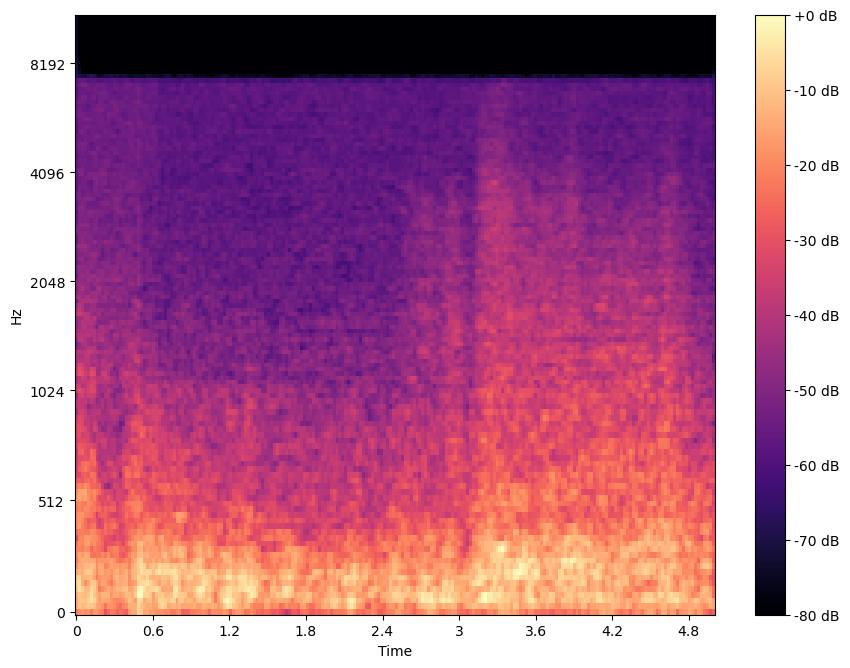 +0 dB
8192
-10 dB
4096
-20 dB
-30 dB
2048
Hz
-40 dB
1024
-50 dB
512
-60 dB
-70 dB
0
-80 dB
0 0.6 1.2 1.8 2.4 3 3.6 4.2 4.8
Time